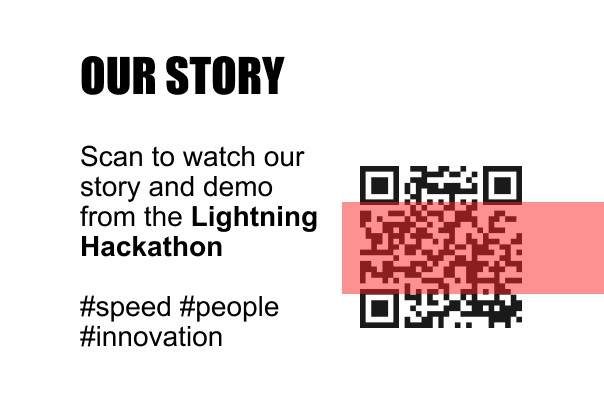 OUR STORY
Scan to watch our
story and demo
from the Lightning
Hackathon
#speed #people
#innovation